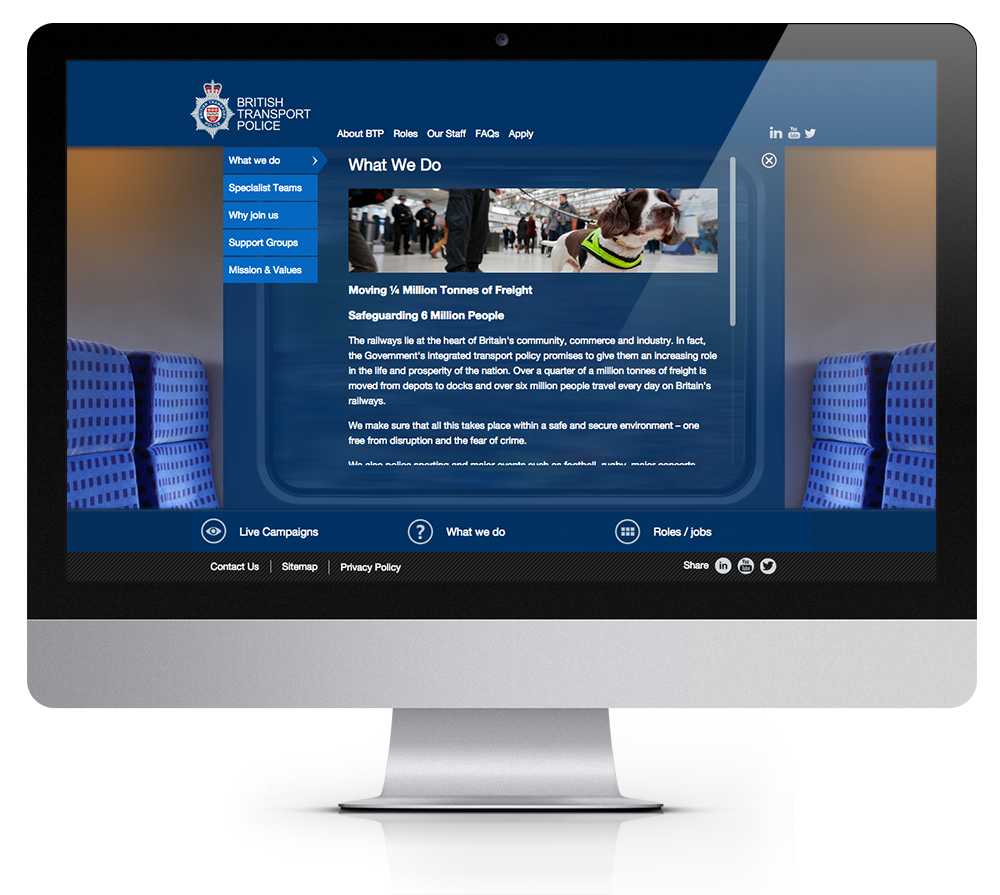 BRITISH
TRANSPORT
POLICE
About BTP Roles Our Staff FAQs Apply
in You Tube
What we do
Specialist Teams
Why join us
Support Groups
Mission & Values
What We Do
Moving ¼ Million Tonnes of Freight
Safeguarding 6 Million People
The railways lie at the heart of Britain's community, commerce and industry. In fact,
the Government's integrated transport policy promises to give them an increasing role
in the life and prosperity of the nation. Over a quarter of a million tonnes of freight is
moved from depots to docks and over six million people travel every day on Britain's
railways.
We make sure that all this takes place within a safe and secure environment – one
free from disruption and the fear of crime.
We also police sporting and major events such as football, rugby, major concerts
Live Campaigns ? What we do Roles / jobs
Contact Us Sitemap Privacy Policy Share in You Tube